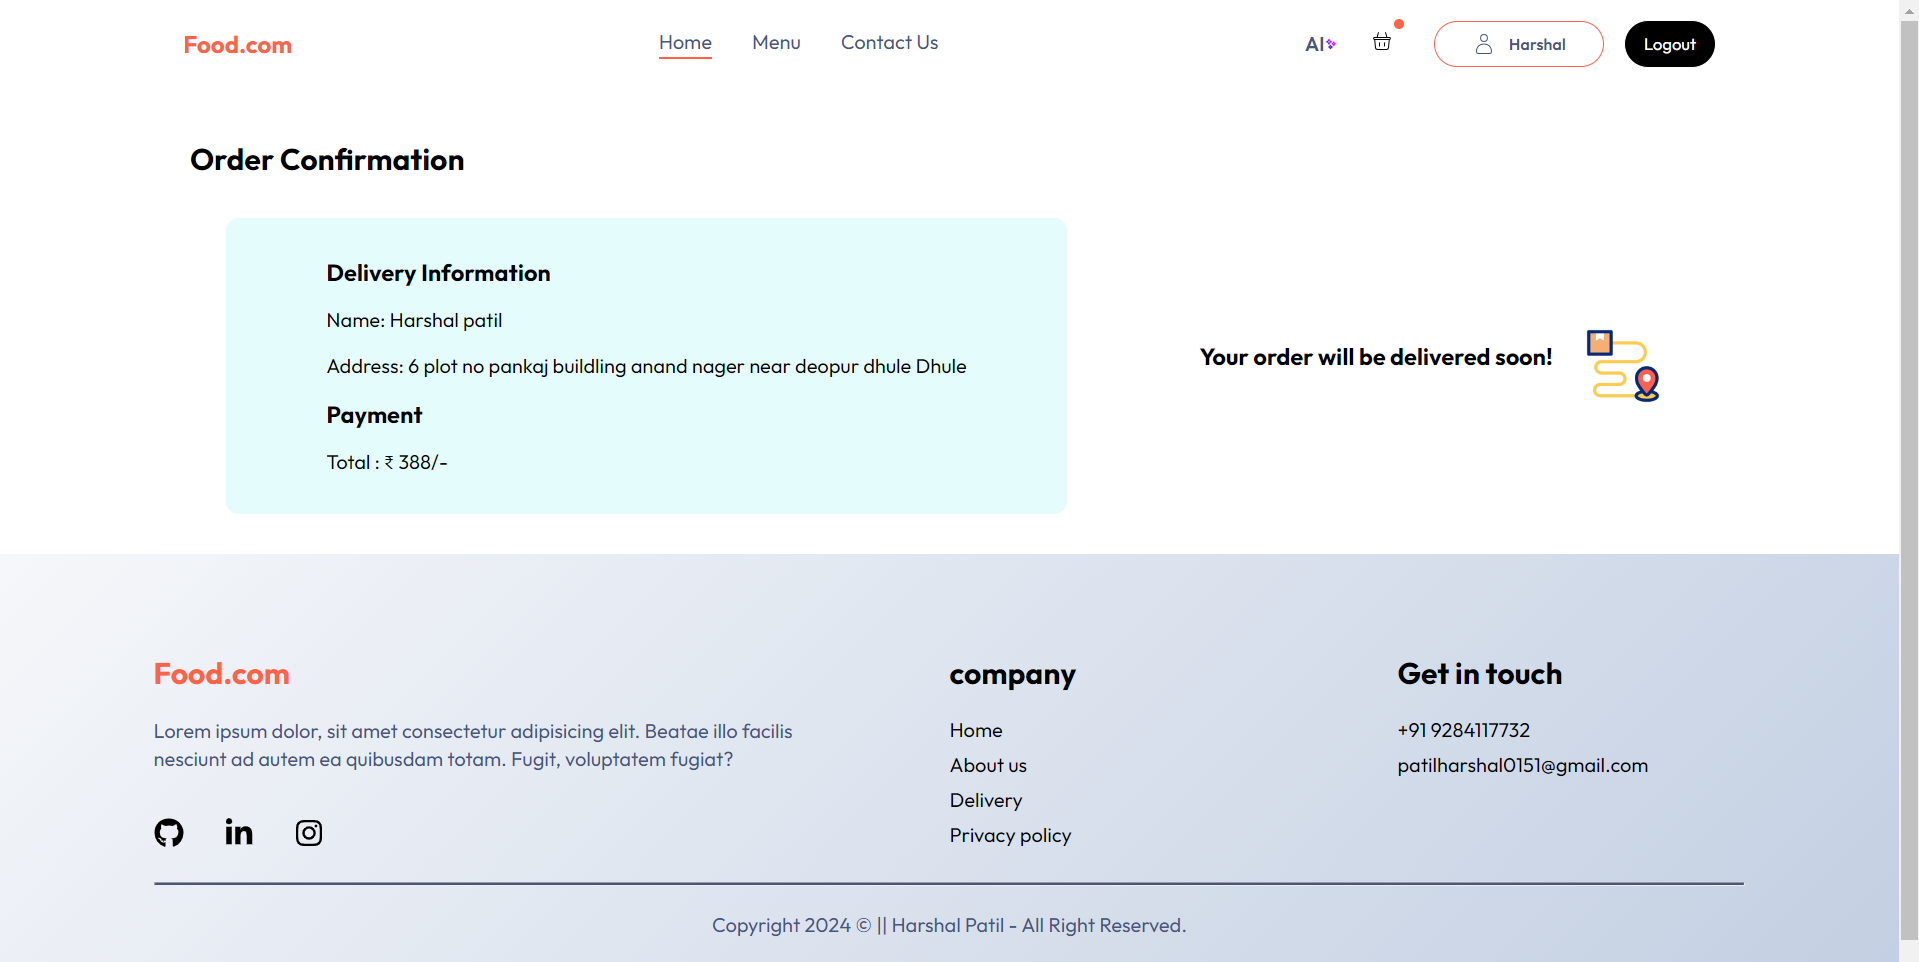 Food.com
Home
Menu
Contact Us
AI
Harshal
Logout
Order Confirmation
Delivery Information
Name: Harshal patil
Address: 6 plot no pankaj buildling anand nager near deopur dhule Dhule
Payment
Total : ₹ 388/-
Your order will be delivered soon!
Food.com
Lorem ipsum dolor, sit amet consectetur adipisicing elit. Beatae illo facilis
nesciunt ad autem ea quibusdam totam. Fugit, voluptatem fugiat?
company
Home
About us
Delivery
Privacy policy
Get in touch
+91 9284117732
patilharshal0151@gmail.com
Copyright 2024 © || Harshal Patil - All Right Reserved.